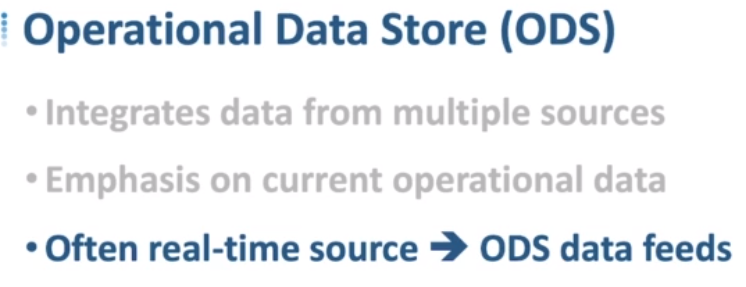 Operational Data Store (ODS)
• Integrates data from multiple sources
• Emphasis on current operational data
• Often real-time source ➔ ODS data feeds